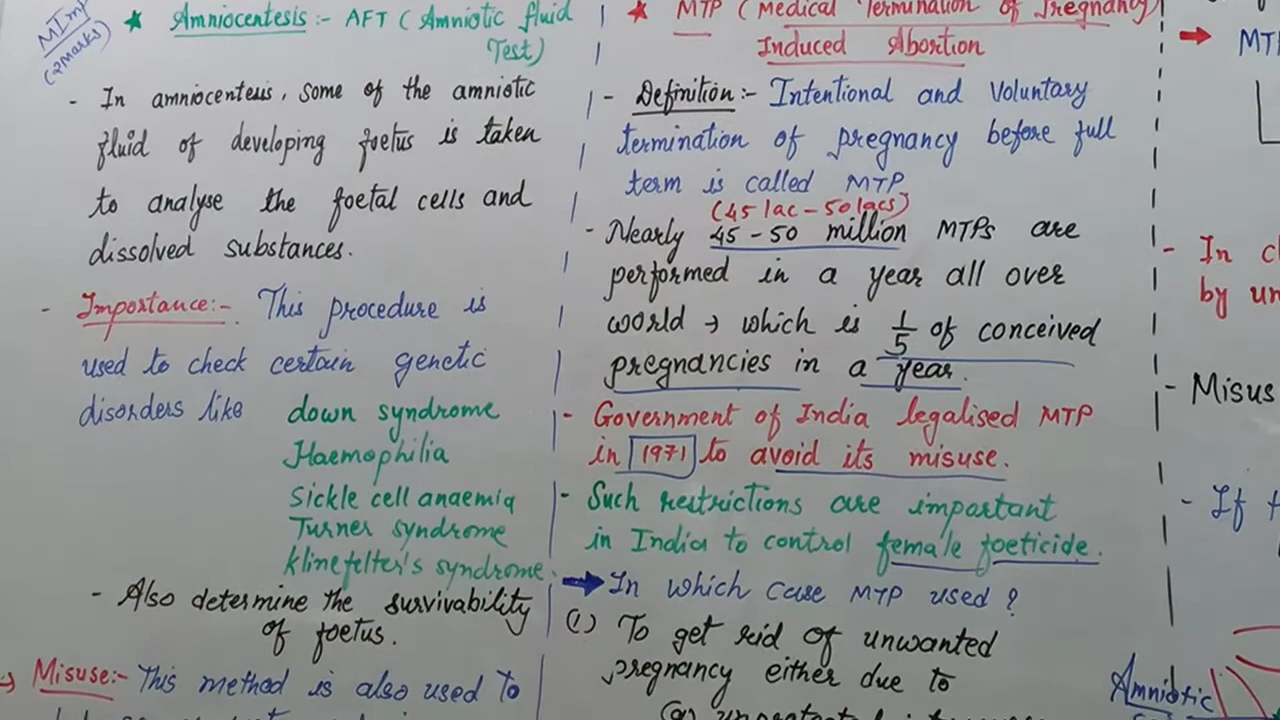 MImp
(2marks)
★ Amniocentesis :- AFT ( Amniotic fluid
Test)
- In amniocentesis, some of the amniotic
fluid of developing foetus is taken
to analyse the foetal cells and
dissolved substances.
- Importance:- This procedure is
used to check certain genetic
disorders like down syndrome
Haemophilia
Sickle cell anaemia
Turner syndrome
Klinefelter's syndrome
- Also determine the survivability
of foetus.
→ Misuse:- This method is also used to
★ MTP ( Medical Termination of Pregnancy)
Induced Abortion
- Definition:- Intentional and Voluntary
termination of pregnancy before full
term is called MTP
(45 lac - 50 lacs)
- Nearly 45-50 million MTPs are
performed in a year all over
world → which is 1/5 of conceived
pregnancies in a year.
- Government of India legalised MTP
in 1971 to avoid its misuse.
- Such restrictions are important
in India to control female foeticide.
→ In which case MTP used ?
(1) To get rid of unwanted
pregnancy either due to
→
- In
by
- If
Amniotic